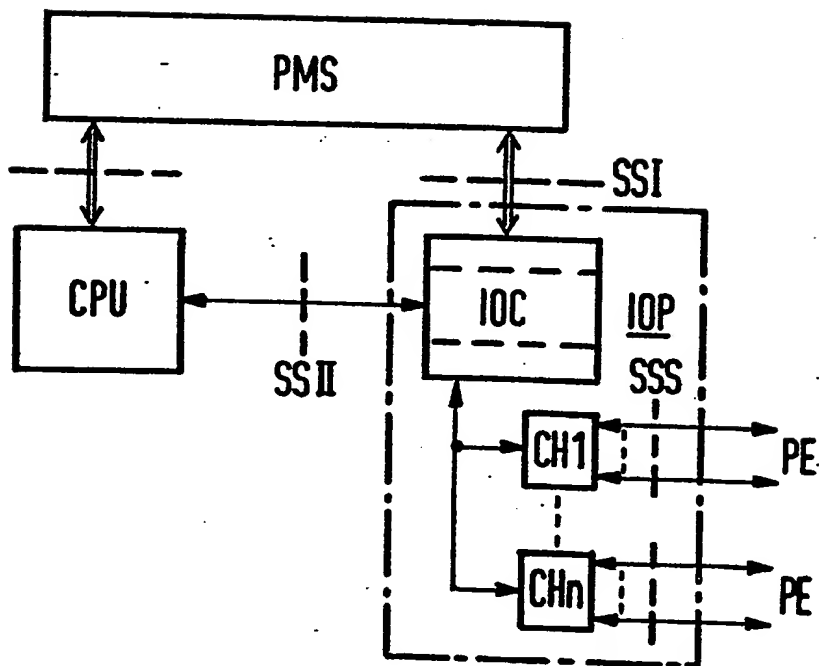 PMS
SSI
CPU
IOC
IOP
SSII
SSS
CH1
PE
CHn
PE